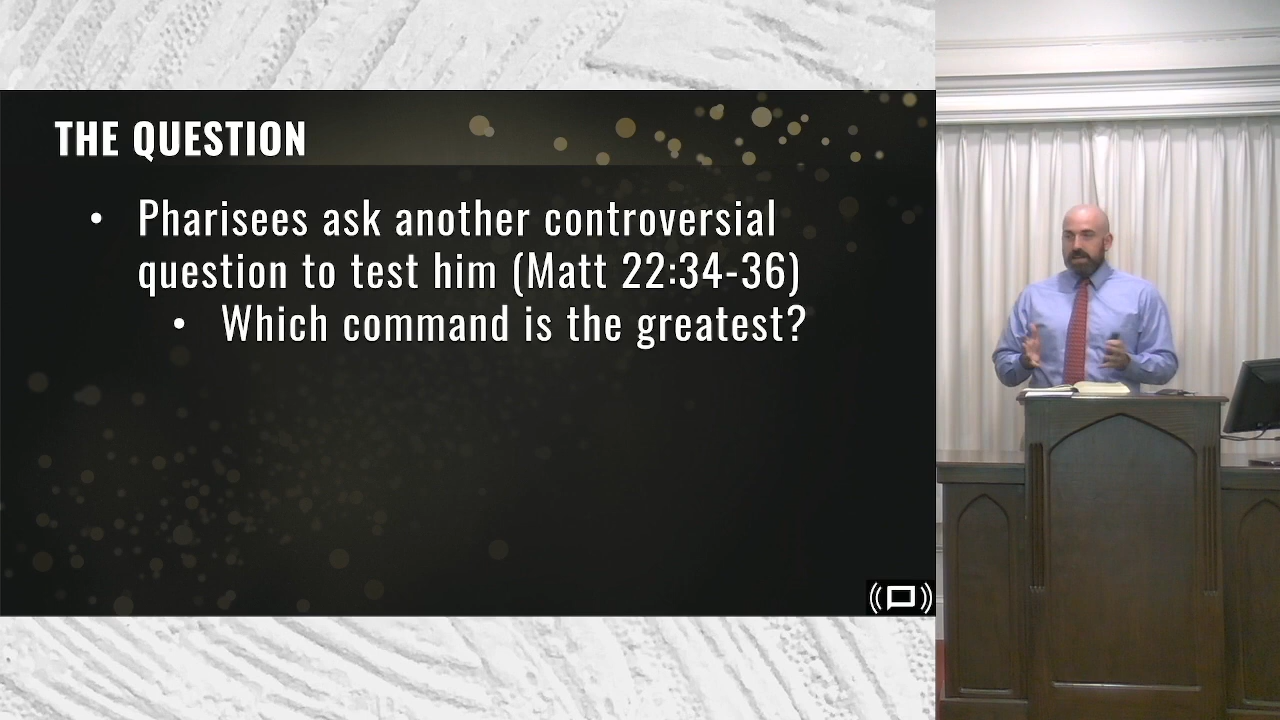 THE QUESTION
• Pharisees ask another controversial
question to test him (Matt 22:34-36)
• Which command is the greatest?